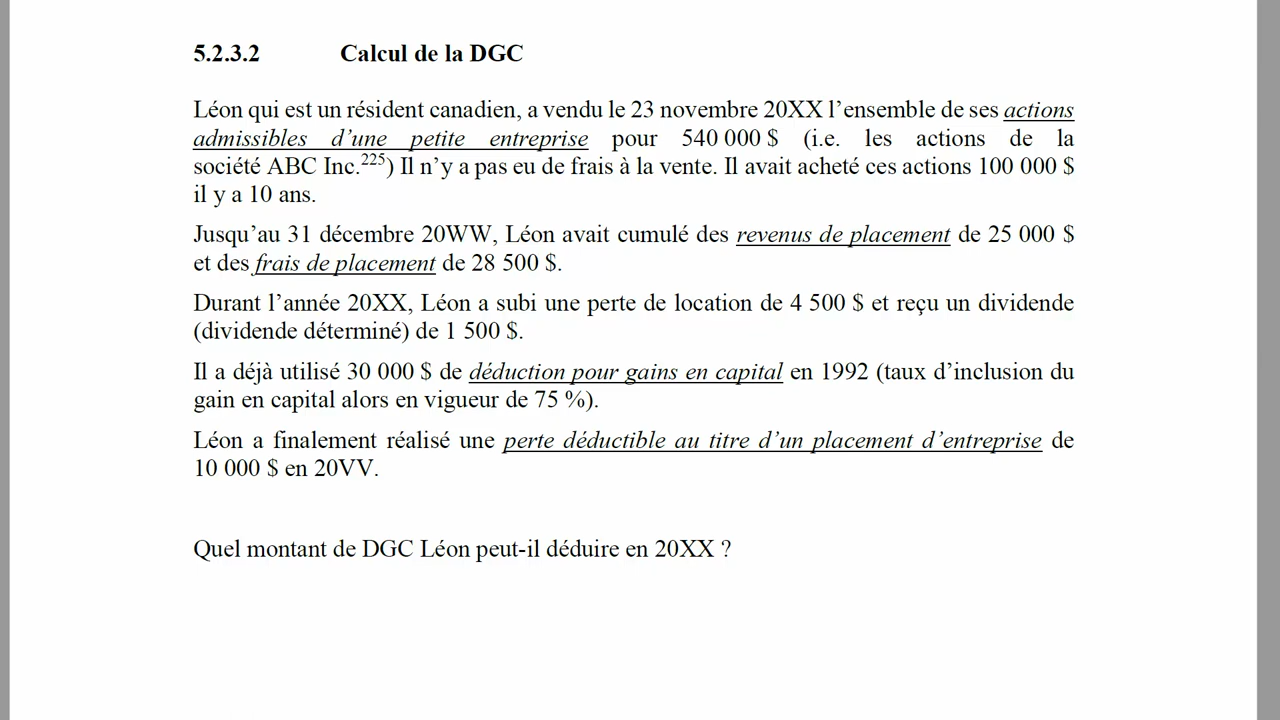 5.2.3.2 Calcul de la DGC
Léon qui est un résident canadien, a vendu le 23 novembre 20XX l’ensemble de ses actions
admissibles d’une petite entreprise pour 540 000 $ (i.e. les actions de la
société ABC Inc.225) Il n’y a pas eu de frais à la vente. Il avait acheté ces actions 100 000 $
il y a 10 ans.
Jusqu’au 31 décembre 20WW, Léon avait cumulé des revenus de placement de 25 000 $
et des frais de placement de 28 500 $.
Durant l’année 20XX, Léon a subi une perte de location de 4 500 $ et reçu un dividende
(dividende déterminé) de 1 500 $.
Il a déjà utilisé 30 000 $ de déduction pour gains en capital en 1992 (taux d’inclusion du
gain en capital alors en vigueur de 75 %).
Léon a finalement réalisé une perte déductible au titre d’un placement d’entreprise de
10 000 $ en 20VV.
Quel montant de DGC Léon peut-il déduire en 20XX ?